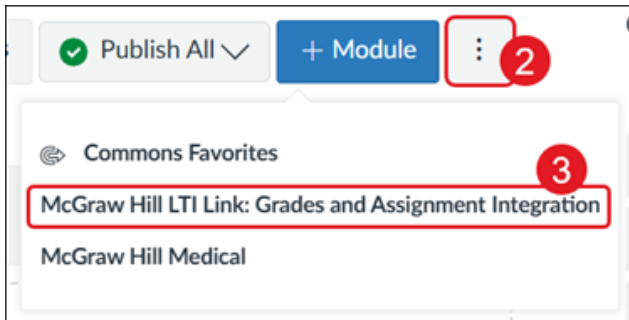 Publish All
+ Module
2
Commons Favorites
3
McGraw Hill LTI Link: Grades and Assignment Integration
McGraw Hill Medical